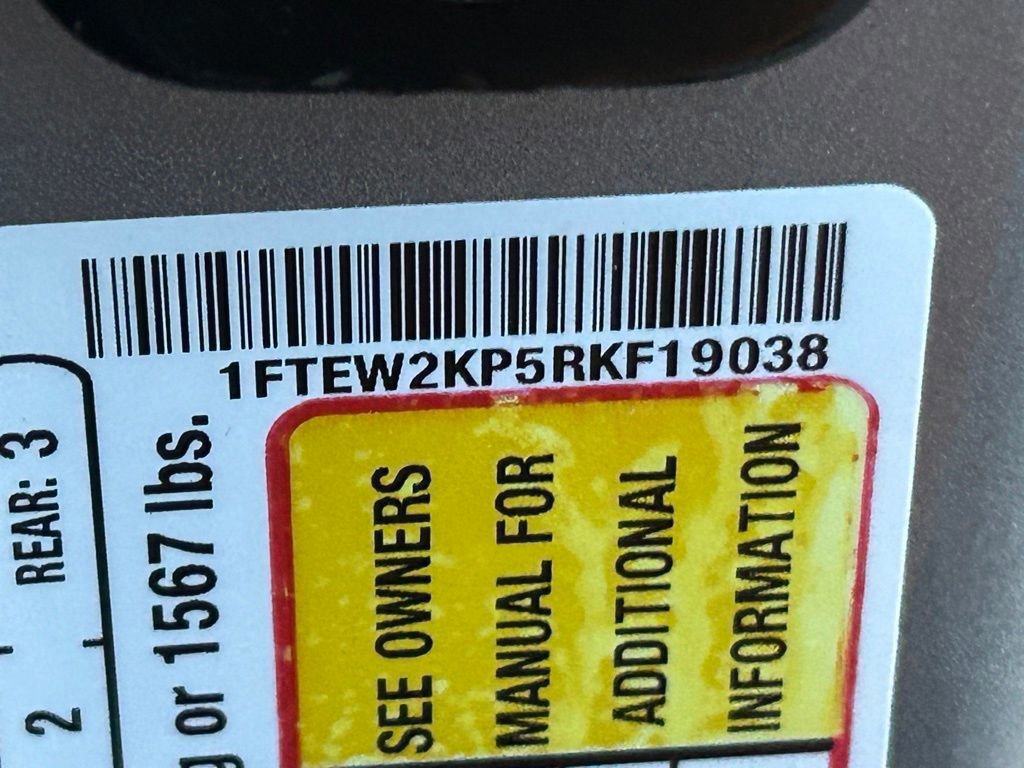 1FTEW2KP5RKF19038
2 REAR: 3
or 1567 lbs.
SEE OWNERS
MANUAL FOR
ADDITIONAL
INFORMATION